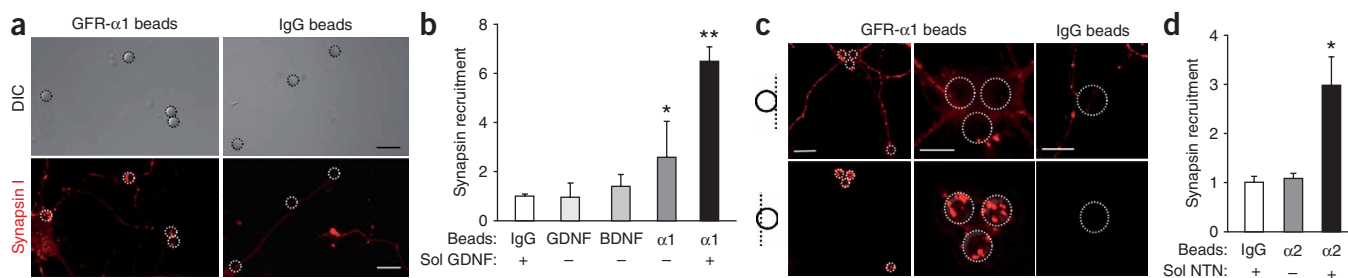 a
GFR-α1 beads IgG beads
DIC
Synapsin I
b
Synapsin recruitment
8
6
4
2
0
*
**
Beads: IgG GDNF BDNF α1 α1
Sol GDNF: + – – – +
c
GFR-α1 beads IgG beads
d
Synapsin recruitment
4
3
2
1
0
*
Beads: IgG α2 α2
Sol NTN: + – +